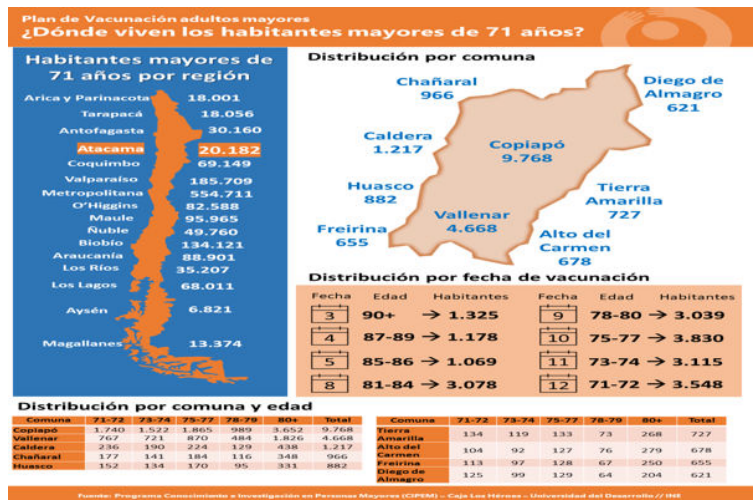 Plan de Vacunación adultos mayores
¿Dónde viven los habitantes mayores de 71 años?
Habitantes mayores de
71 años por región
Arica y Parinacota 18.001
Tarapacá 18.056
Antofagasta 30.160
Atacama 20.182
Coquimbo 69.149
Valparaíso 185.709
Metropolitana 554.711
O'Higgins 82.588
Maule 95.965
Ñuble 49.760
Biobío 134.121
Araucanía 88.901
Los Ríos 35.207
Los Lagos 68.011
Aysén 6.821
Magallanes 13.374
Distribución por comuna
Chañaral
966
Diego de
Almagro
621
Caldera
1.217
Copiapó
9.768
Huasco
882
Tierra
Amarilla
727
Vallenar
4.668
Freirina
655
Alto del
Carmen
678
Distribución por fecha de vacunación
Fecha Edad Habitantes
3 90+ → 1.325
4 87-89 → 1.178
5 85-86 → 1.069
8 81-84 → 3.078
Fecha Edad Habitantes
9 78-80 → 3.039
10 75-77 → 3.830
11 73-74 → 3.115
12 71-72 → 3.548
Distribución por comuna y edad
Comuna 71-72 73-74 75-77 78-79 80+ Total
Copiapó 1.740 1.522 1.865 989 3.652 9.768
Vallenar 767 721 870 484 1.826 4.668
Caldera 236 190 224 129 438 1.217
Chañaral 177 141 184 116 348 966
Huasco 152 134 170 95 331 882
Comuna 71-72 73-74 75-77 78-79 80+ Total
Tierra
Amarilla 134 119 133 73 268 727
Alto del
Carmen 104 92 127 76 279 678
Freirina 113 97 128 67 250 655
Diego de
Almagro 125 99 129 64 204 621
Fuente: Programa Conocimiento e Investigación en Personas Mayores (CIPEM) – Caja Los Héroes – Universidad del Desarrollo // INE